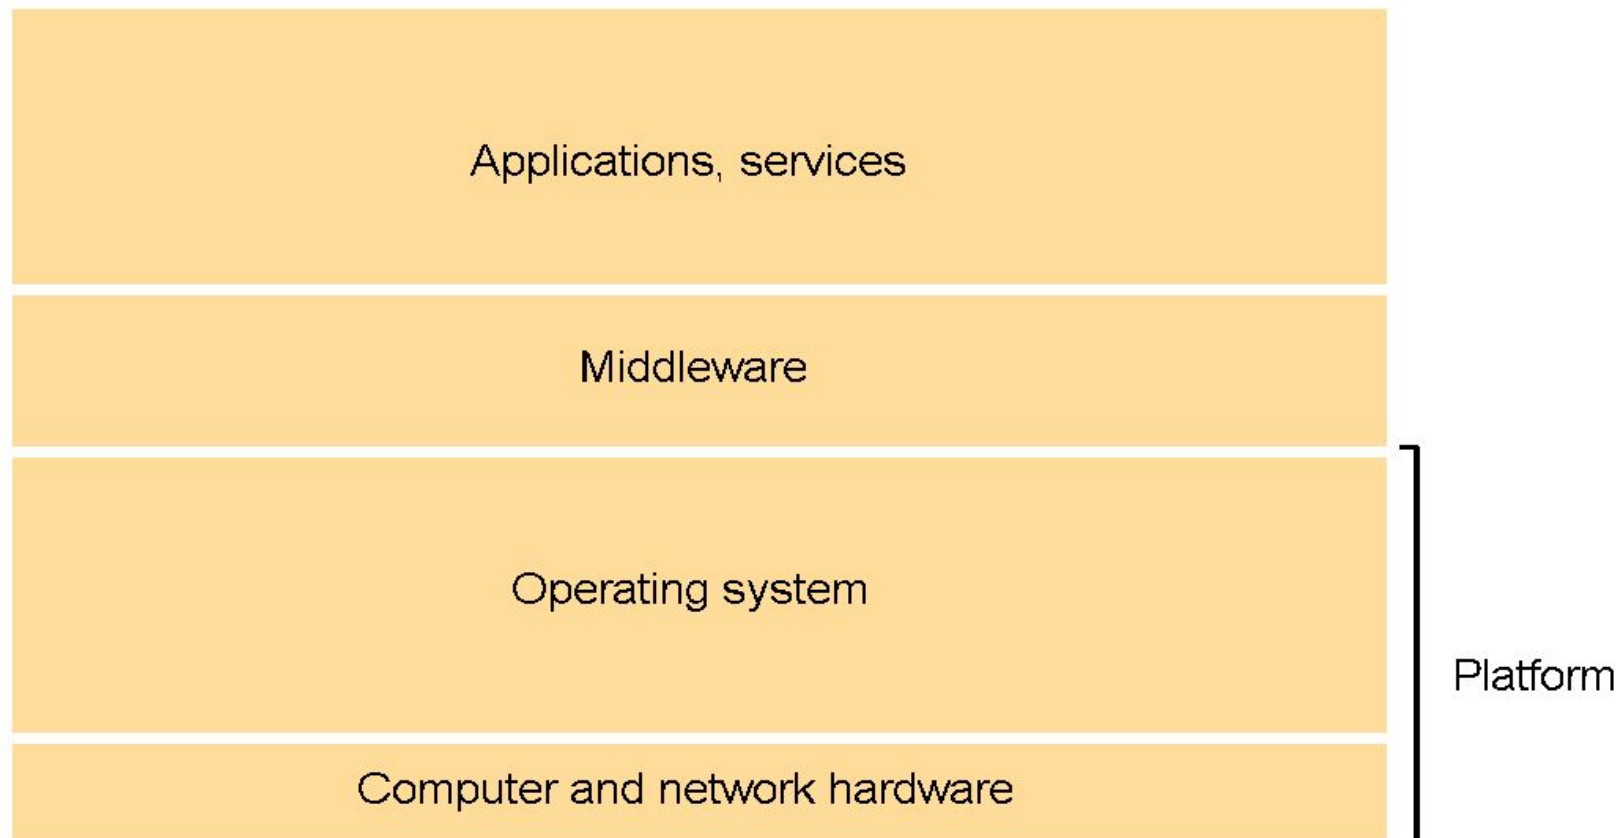 Applications, services
Middleware
Operating system
Platform
Computer and network hardware